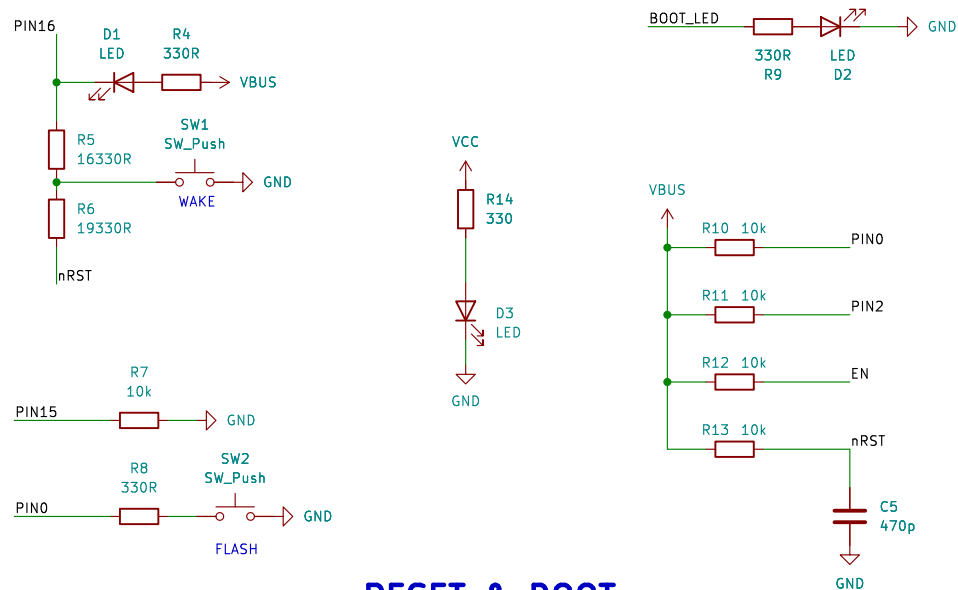 PIN16
D1
LED
R4
330R
VBUS
R5
16330R
SW1
SW_Push
GND
WAKE
R6
19330R
nRST
BOOT_LED
330R
R9
LED
D2
GND
VCC
R14
330
D3
LED
GND
VBUS
R10 10k
PIN0
R11 10k
PIN2
R12 10k
EN
R13 10k
nRST
C5
470p
GND
R7
10k
PIN15
GND
R8
330R
SW2
SW_Push
PIN0
GND
FLASH
RESET & BOOT